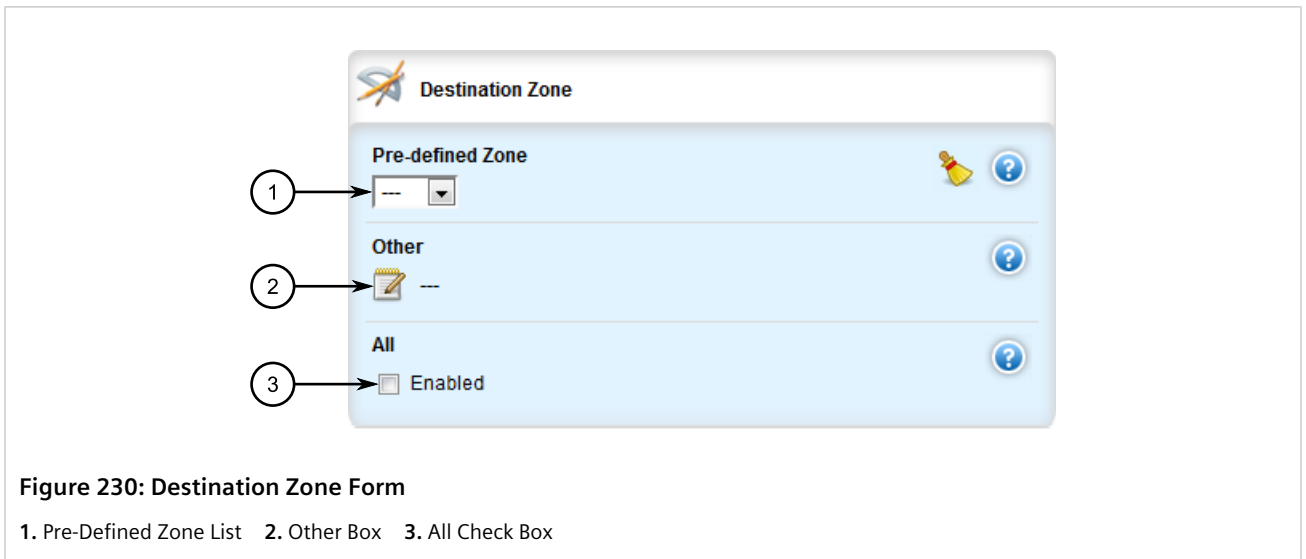 Destination Zone
Pre-defined Zone
1
---
Other
2
---
All
3
Enabled
Figure 230: Destination Zone Form
1. Pre-Defined Zone List 2. Other Box 3. All Check Box